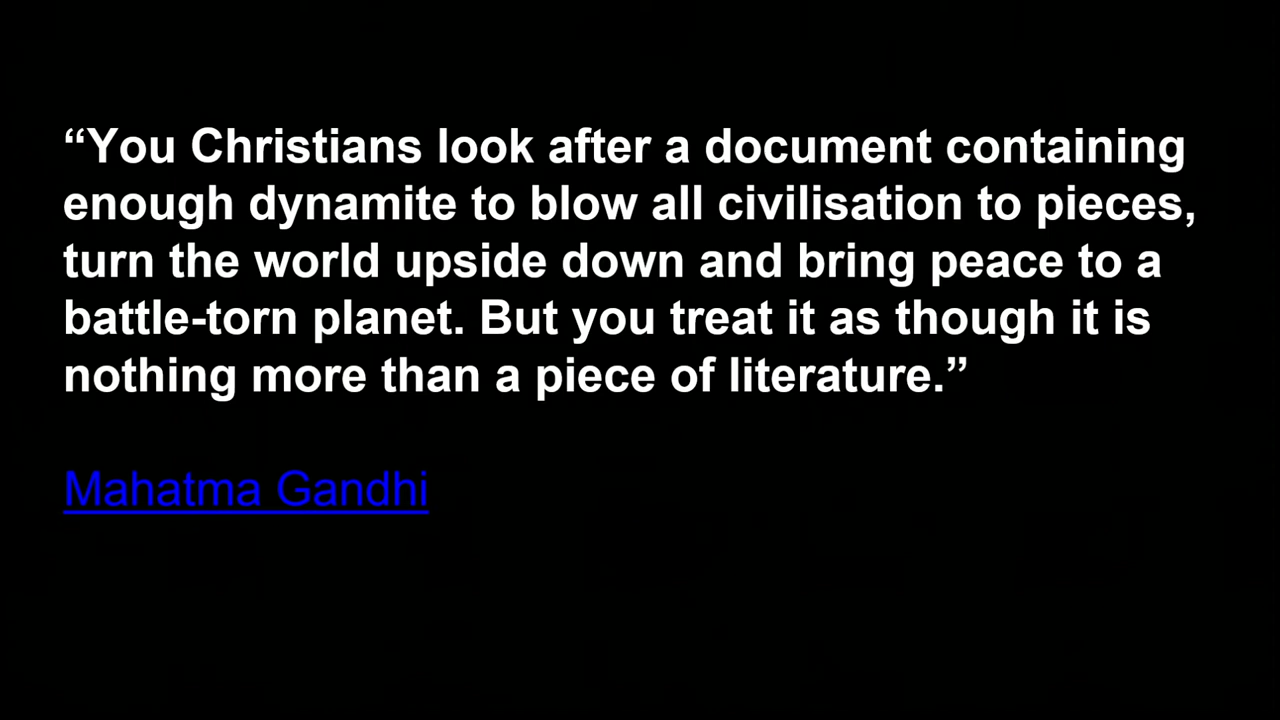 “You Christians look after a document containing
enough dynamite to blow all civilisation to pieces,
turn the world upside down and bring peace to a
battle-torn planet. But you treat it as though it is
nothing more than a piece of literature.”
Mahatma Gandhi